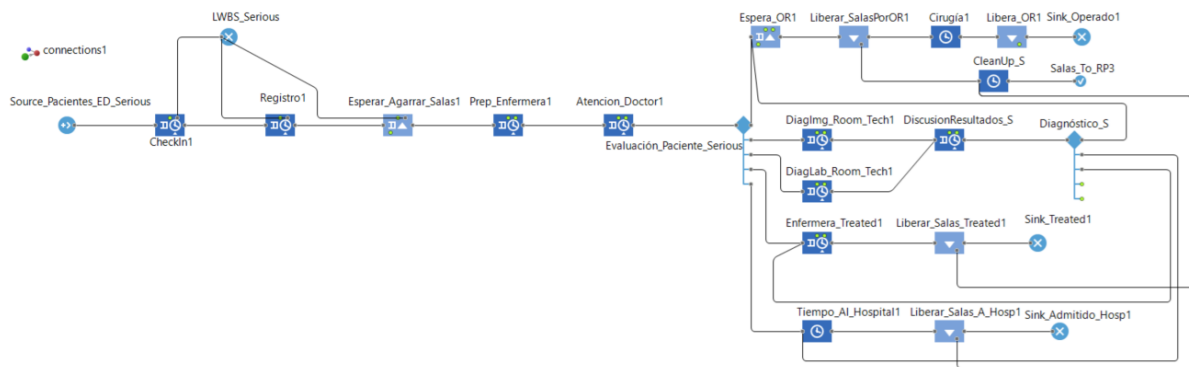 LWBS_Serious
Espera_OR1
Liberar_SalasPorOR1
Cirugía1
Libera_OR1
Sink_Operado1
connections1
CleanUp_S
Salas_To_RP3
Source_Pacientes_ED_Serious
CheckIn1
Registro1
Esperar_Agarrar_Salas1
Prep_Enfermera1
Atencion_Doctor1
Evaluación_Paciente_Serious
DiagImg_Room_Tech1
DiscusionResultados_S
Diagnóstico_S
DiagLab_Room_Tech1
Enfermera_Treated1
Liberar_Salas_Treated1
Sink_Treated1
Tiempo_Al_Hospital1
Liberar_Salas_A_Hosp1
Sink_Admitido_Hosp1